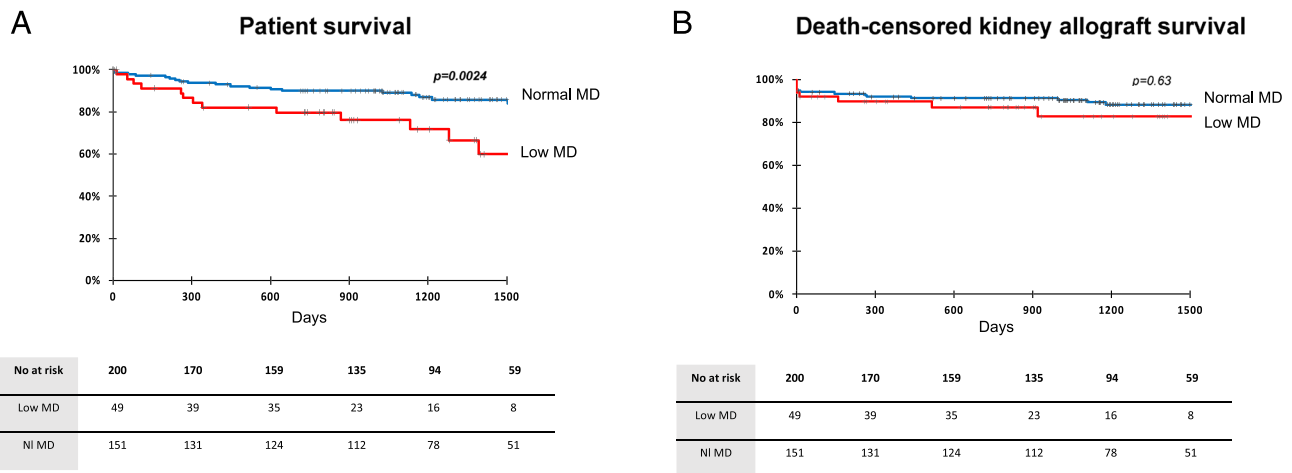 A
Patient survival
100%
80%
60%
40%
20%
0%
p=0.0024
Normal MD
Low MD
0 300 600 900 1200 1500
Days
No at risk 200 170 159 135 94 59
Low MD 49 39 35 23 16 8
Nl MD 151 131 124 112 78 51
B
Death-censored kidney allograft survival
100%
80%
60%
40%
20%
0%
p=0.63
Normal MD
Low MD
0 300 600 900 1200 1500
Days
No at risk 200 170 159 135 94 59
Low MD 49 39 35 23 16 8
Nl MD 151 131 124 112 78 51